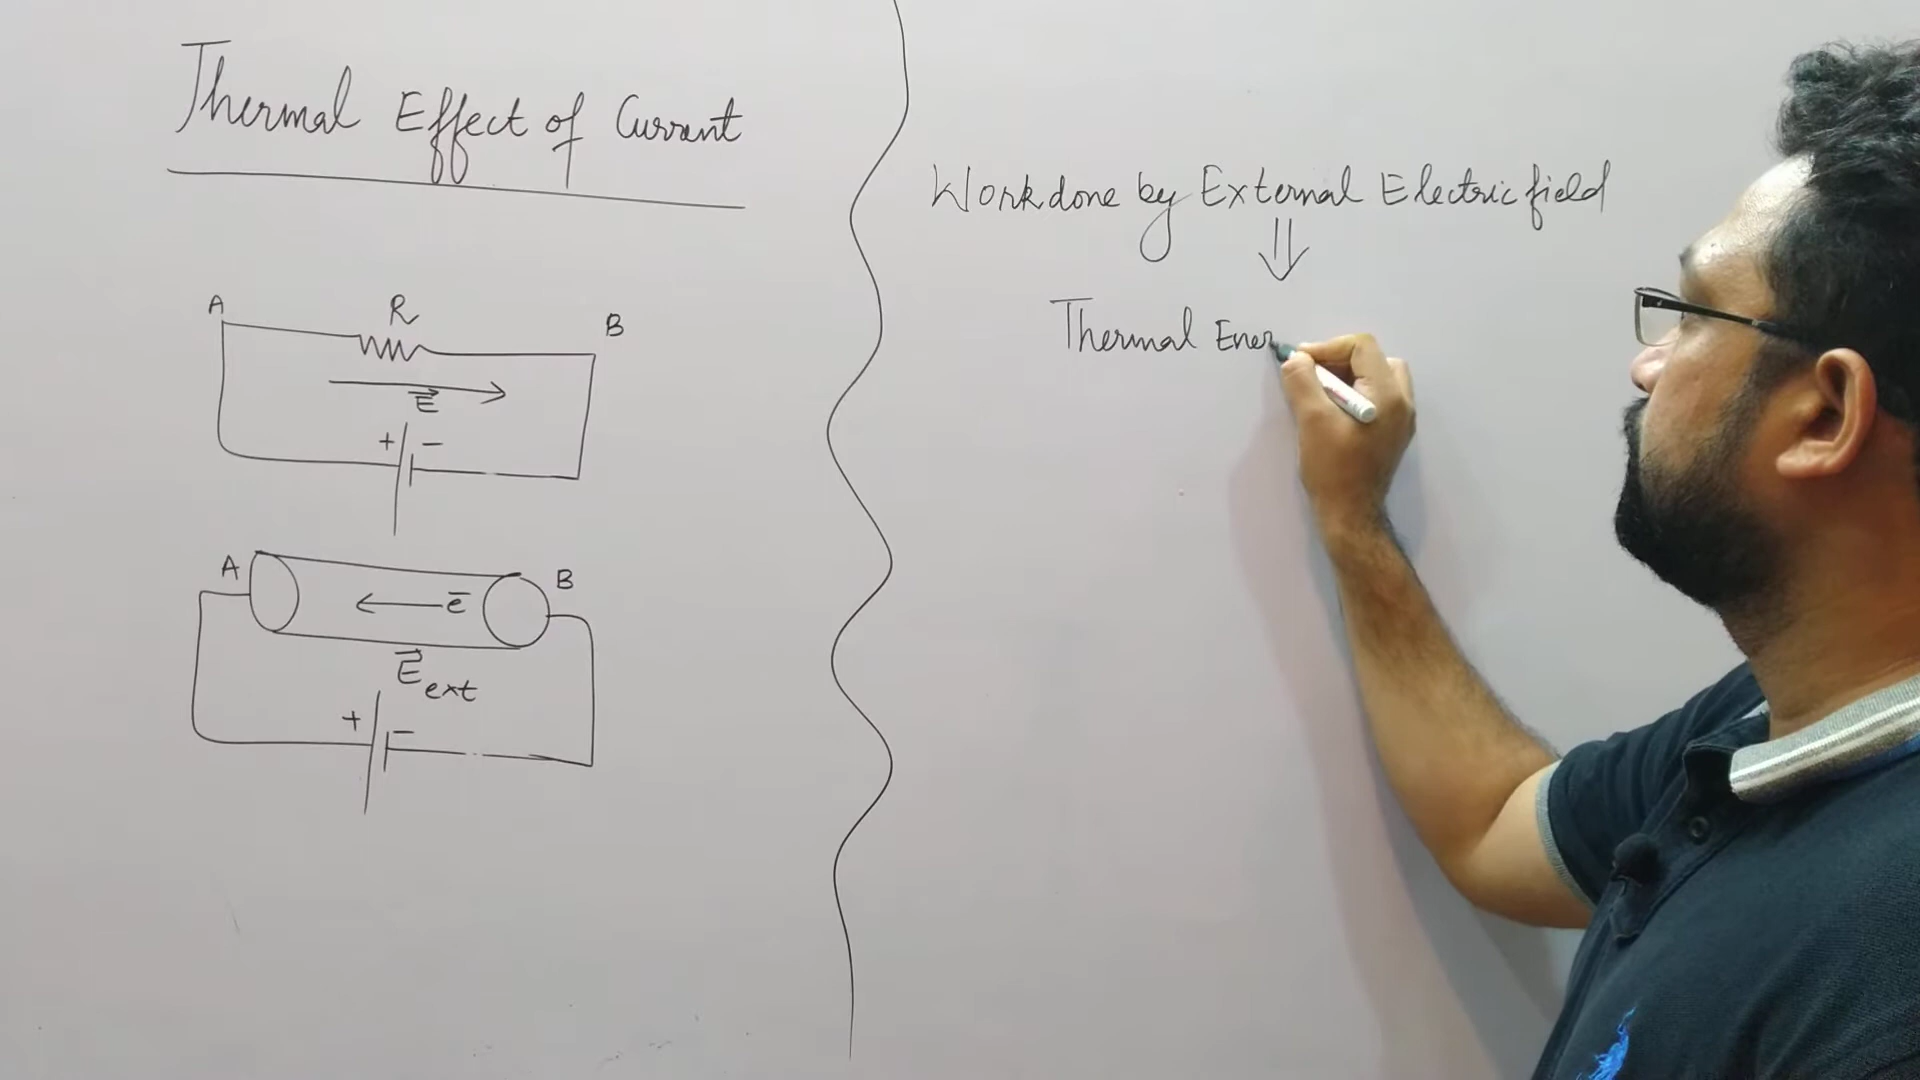 Thermal Effect of Current
A R B
E
+ −
A B
← e
E ext
+ −
Workdone by External Electric field
⇓
Thermal Ener